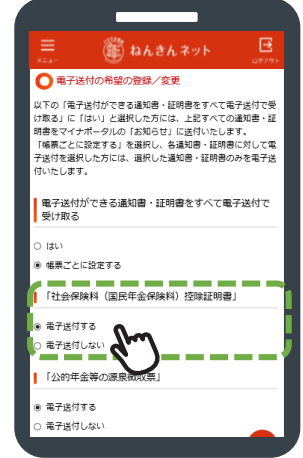 メニュー
ねんきんネット
ログアウト
電子送付の希望の登録／変更
以下の「電子送付ができる通知書・証明書をすべて電子送付で受
け取る」に「はい」と選択した方には、上記すべての通知書・証
明書をマイナポータルの「お知らせ」に送付いたします。
「帳票ごとに設定する」を選択し、各通知書・証明書に対して電
子送付を選択した方には、選択した通知書・証明書のみを電子送
付いたします。
電子送付ができる通知書・証明書をすべて電子送付で
受け取る
はい
帳票ごとに設定する
「社会保険料（国民年金保険料）控除証明書」
電子送付する
電子送付しない
「公的年金等の源泉徴収票」
電子送付する
電子送付しない